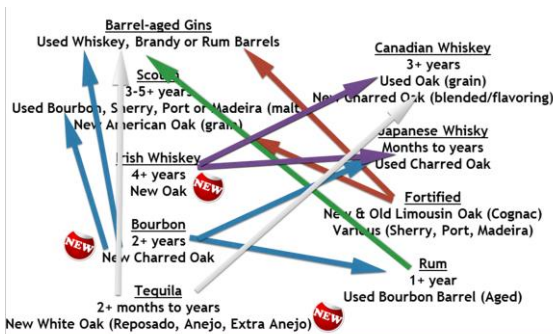 Barrel-aged Gins
Used Whiskey, Brandy or Rum Barrels
Scotch
3-5+ years
Used Bourbon, Sherry, Port or Madeira (malt)
New American Oak (grain)
Irish Whiskey
4+ years
New Oak
NEW
Bourbon
2+ years
New Charred Oak
NEW
Tequila
2+ months to years
New White Oak (Reposado, Anejo, Extra Anejo)
NEW
Canadian Whiskey
3+ years
Used Oak (grain)
New Charred Oak (blended/flavoring)
Japanese Whisky
Months to years
Used Charred Oak
Fortified
New & Old Limousin Oak (Cognac)
Various (Sherry, Port, Madeira)
Rum
1+ year
Used Bourbon Barrel (Aged)